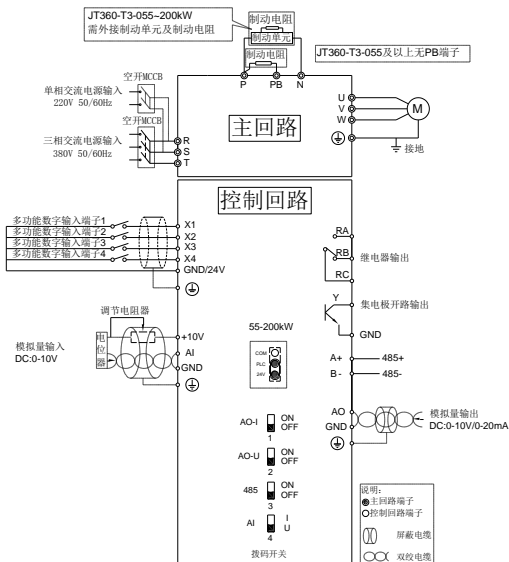 JT360-T3-055~200kW
需外接制动单元及制动电阻
制动电阻
制动单元
制动电阻
JT360-T3-055及以上无PB端子
P
PB
N
空开MCCB
单相交流电源输入
220V 50/60Hz
空开MCCB
三相交流电源输入
380V 50/60Hz
R
S
T
主回路
U
V
W
M
接地
控制回路
多功能数字输入端子1
多功能数字输入端子2
多功能数字输入端子3
多功能数字输入端子4
X1
X2
X3
X4
GND/24V
RA
RB
RC
继电器输出
Y
集电极开路输出
GND
调节电阻器
电位器
模拟量输入
DC:0-10V
+10V
AI
GND
55-200kW
COM
PLC
24V
A+
485+
B-
485-
AO
GND
模拟量输出
DC:0-10V/0-20mA
AO-I
ON
OFF
1
AO-U
ON
OFF
2
485
ON
OFF
3
AI
I
U
4
拨码开关
说明:
主回路端子
控制回路端子
屏蔽电缆
双绞电缆